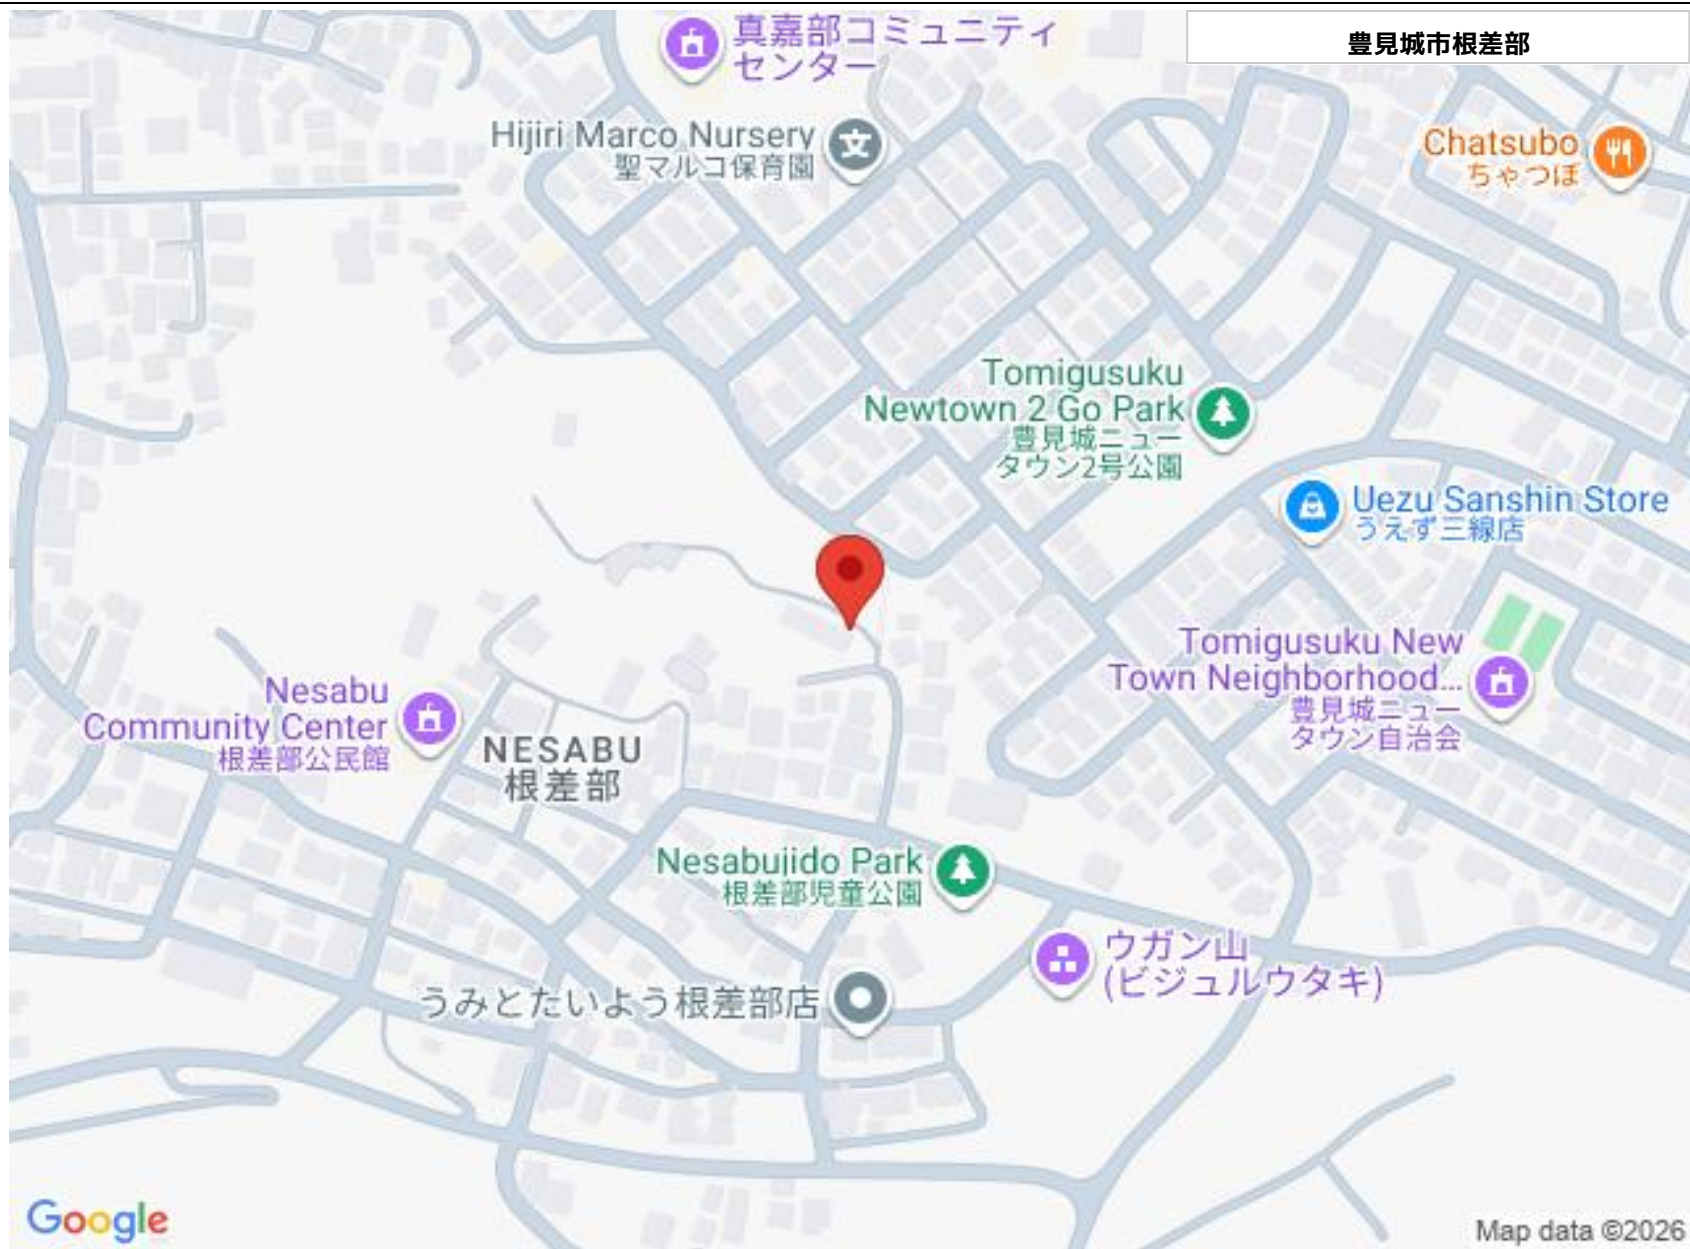 真嘉部コミュニティ
センター
豊見城市根差部
Hijiri Marco Nursery
聖マルコ保育園
Chatsubo
ちゃつぼ
Tomigusuku
Newtown 2 Go Park
豊見城ニュー
タウン2号公園
Uezu Sanshin Store
うえず三線店
Tomigusuku New
Town Neighborhood...
豊見城ニュー
タウン自治会
Nesabu
Community Center
根差部公民館
NESABU
根差部
Nesabujido Park
根差部児童公園
ウガン山
(ビジュルウタキ)
うみとたいよう根差部店
Google
Map data ©2026